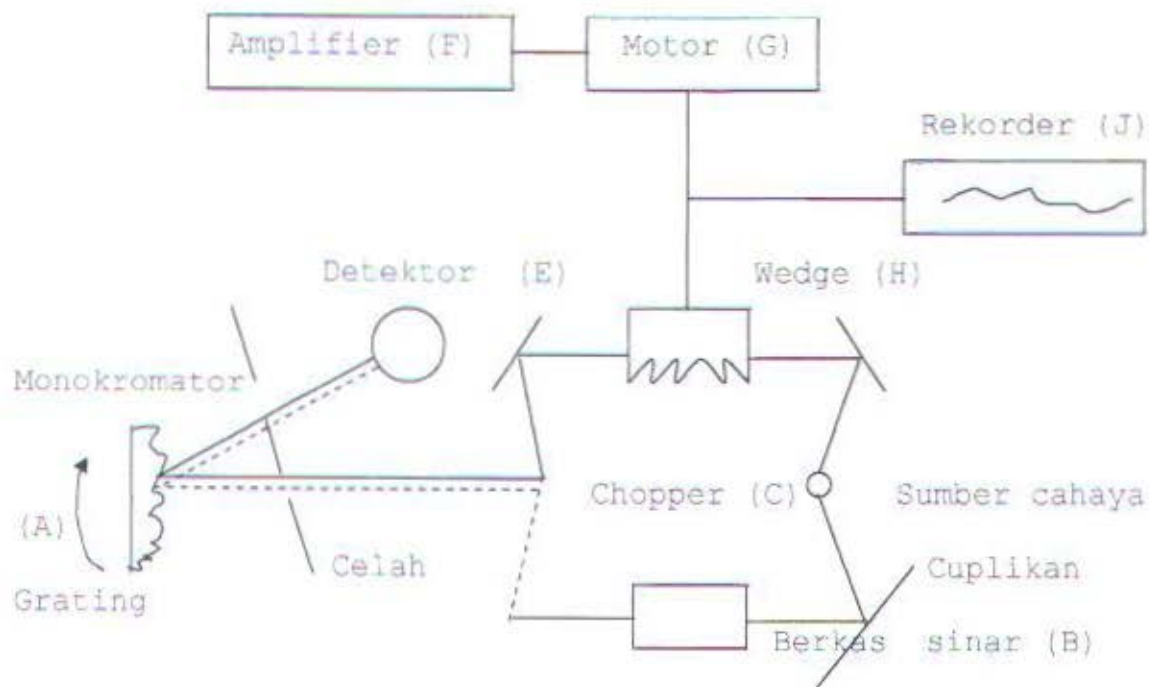 Amplifier (F)
Motor (G)
Rekorder (J)
Detektor (E)
Wedge (H)
Monokromator
Chopper (C)
Sumber cahaya
(A)
Celah
Cuplikan
Grating
Berkas sinar (B)